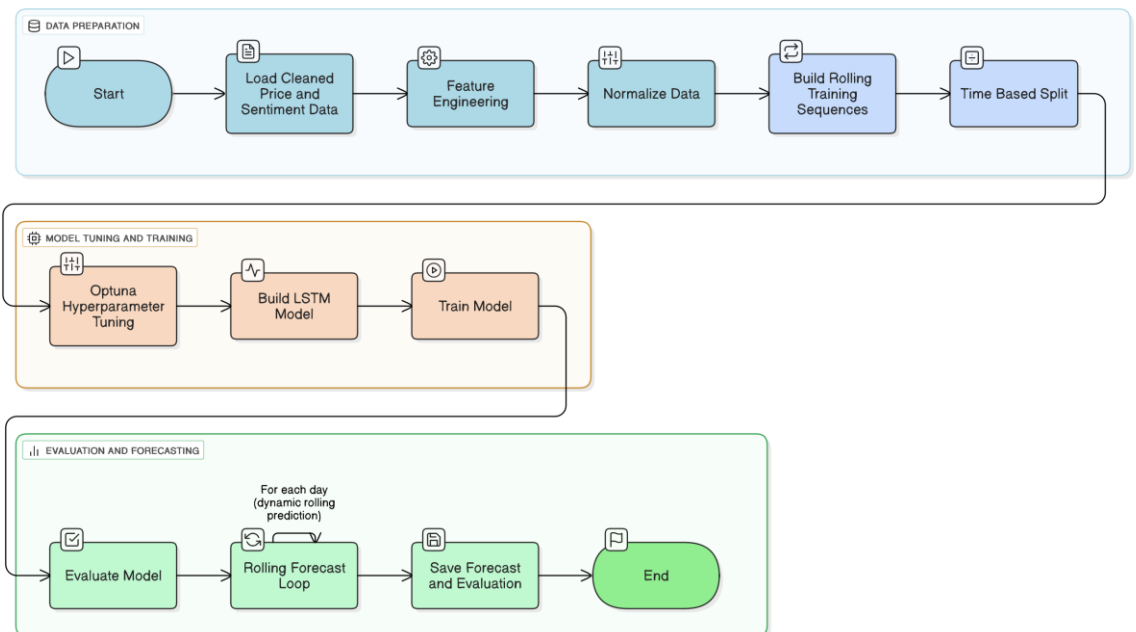 DATA PREPARATION
Start
Load Cleaned
Price and
Sentiment Data
Feature
Engineering
Normalize Data
Build Rolling
Training
Sequences
Time Based Split
MODEL TUNING AND TRAINING
Optuna
Hyperparameter
Tuning
Build LSTM
Model
Train Model
EVALUATION AND FORECASTING
For each day
(dynamic rolling
prediction)
Evaluate Model
Rolling Forecast
Loop
Save Forecast
and Evaluation
End